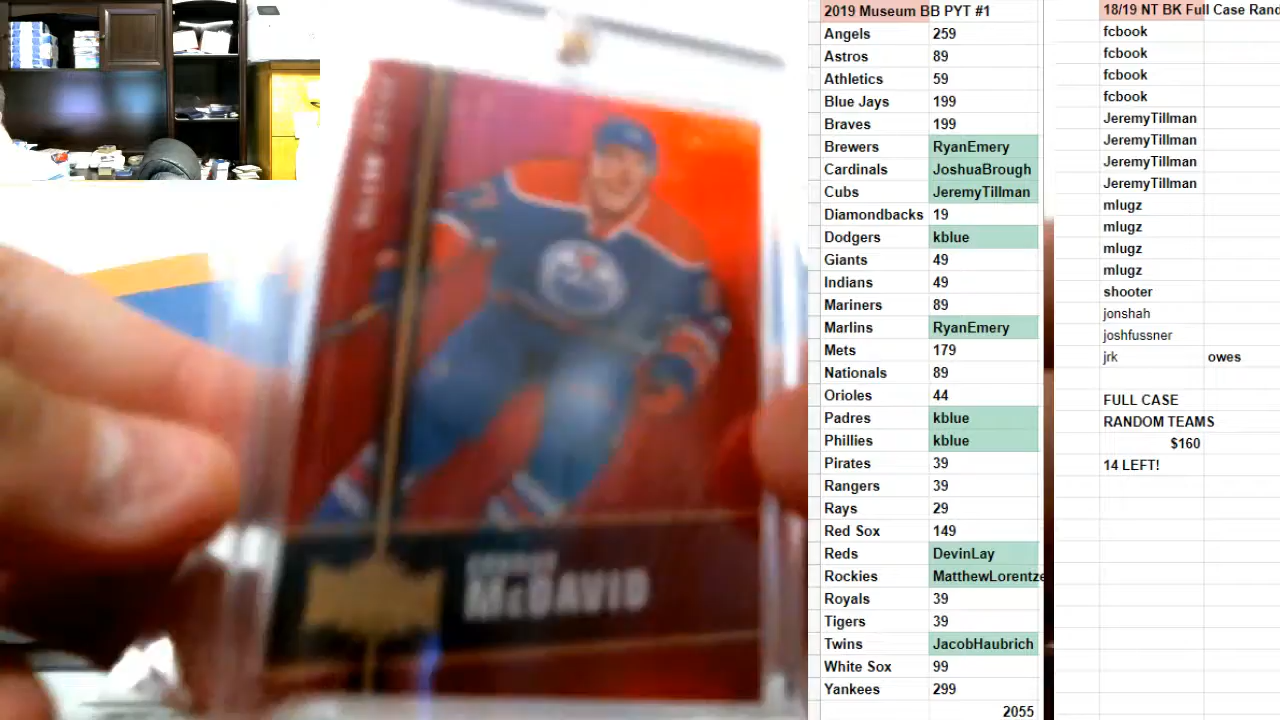 McDAVID
2019 Museum BB PYT #1
Angels 259
Astros 89
Athletics 59
Blue Jays 199
Braves 199
Brewers RyanEmery
Cardinals JoshuaBrough
Cubs JeremyTillman
Diamondbacks 19
Dodgers kblue
Giants 49
Indians 49
Mariners 89
Marlins RyanEmery
Mets 179
Nationals 89
Orioles 44
Padres kblue
Phillies kblue
Pirates 39
Rangers 39
Rays 29
Red Sox 149
Reds DevinLay
Rockies MatthewLorentze
Royals 39
Tigers 39
Twins JacobHaubrich
White Sox 99
Yankees 299
2055
18/19 NT BK Full Case Rand
fcbook
fcbook
fcbook
fcbook
JeremyTillman
JeremyTillman
JeremyTillman
JeremyTillman
mlugz
mlugz
mlugz
mlugz
shooter
jonshah
joshfussner
jrk owes
FULL CASE
RANDOM TEAMS
$160
14 LEFT!